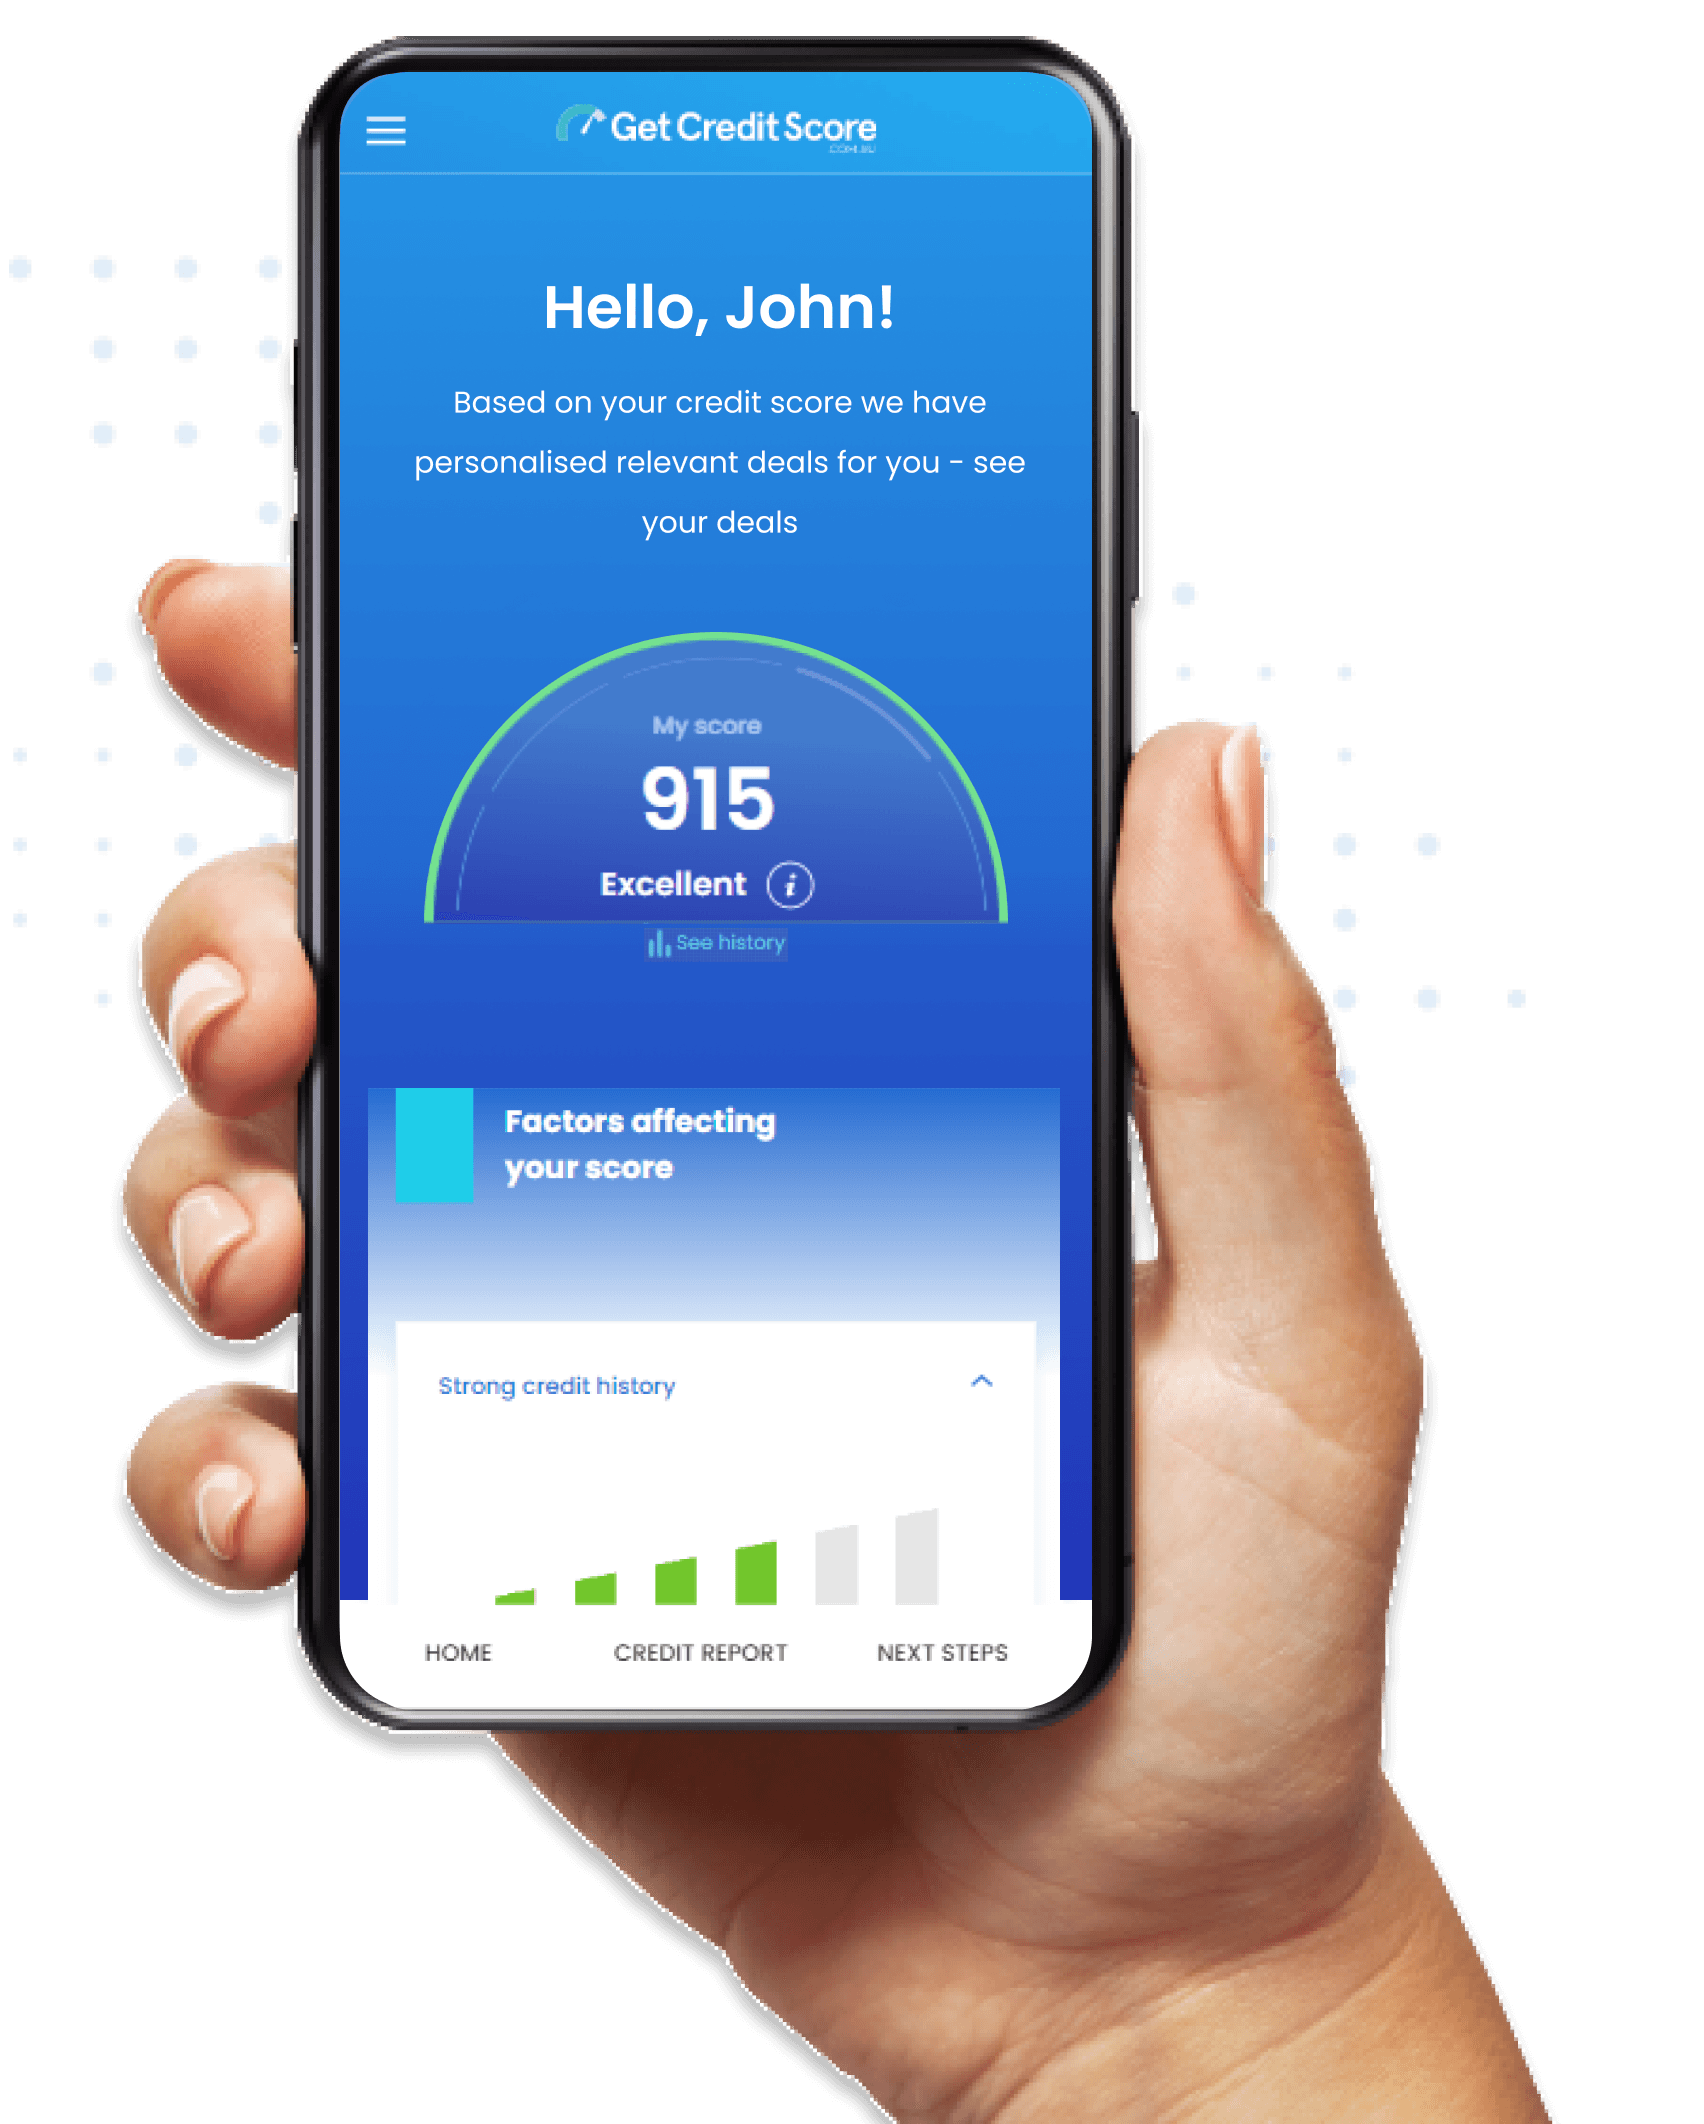 Get Credit Score
.COM.AU
Hello, John!
Based on your credit score we have
personalised relevant deals for you - see
your deals
My score
915
Excellent i
See history
Factors affecting
your score
Strong credit history
HOME CREDIT REPORT NEXT STEPS